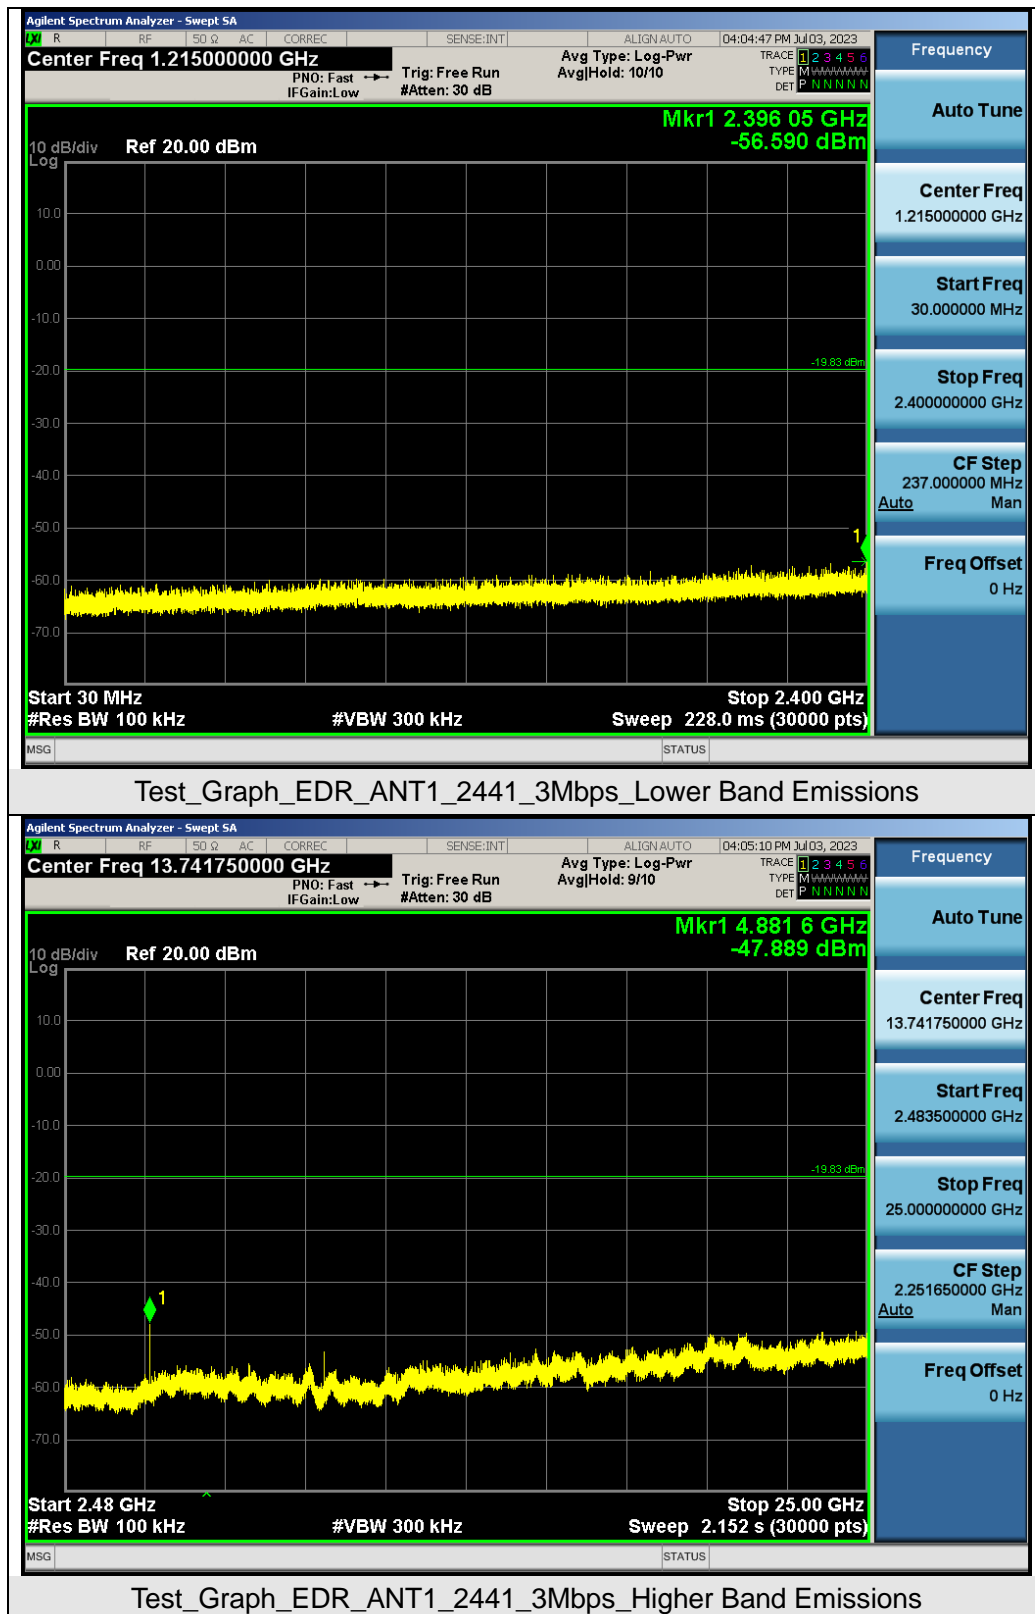 Agilent Spectrum Analyzer - Swept SA
LXI R RF 50 Ω AC CORREC SENSE:INT ALIGN AUTO 04:04:47 PM Jul 03, 2023
Center Freq 1.215000000 GHz
PNO: Fast
IFGain:Low
Trig: Free Run
#Atten: 30 dB
Avg Type: Log-Pwr
Avg|Hold: 10/10
TRACE 1 2 3 4 5 6
TYPE M
DET P N N N N N
Frequency
Auto Tune
Mkr1 2.396 05 GHz
-56.590 dBm
10 dB/div Ref 20.00 dBm
Log
10.0
0.00
-10.0
-19.83 dBm
-20.0
-30.0
-40.0
-50.0
1
-60.0
-70.0
Start 30 MHz Stop 2.400 GHz
#Res BW 100 kHz #VBW 300 kHz Sweep 228.0 ms (30000 pts)
Center Freq
1.215000000 GHz
Start Freq
30.000000 MHz
Stop Freq
2.400000000 GHz
CF Step
237.000000 MHz
Auto Man
Freq Offset
0 Hz
MSG STATUS
Test_Graph_EDR_ANT1_2441_3Mbps_Lower Band Emissions
Agilent Spectrum Analyzer - Swept SA
LXI R RF 50 Ω AC CORREC SENSE:INT ALIGN AUTO 04:05:10 PM Jul 03, 2023
Center Freq 13.741750000 GHz
PNO: Fast
IFGain:Low
Trig: Free Run
#Atten: 30 dB
Avg Type: Log-Pwr
Avg|Hold: 9/10
TRACE 1 2 3 4 5 6
TYPE M
DET P N N N N N
Frequency
Auto Tune
Mkr1 4.881 6 GHz
-47.889 dBm
10 dB/div Ref 20.00 dBm
Log
10.0
0.00
-10.0
-19.83 dBm
-20.0
-30.0
-40.0
1
-50.0
-60.0
-70.0
Start 2.48 GHz Stop 25.00 GHz
#Res BW 100 kHz #VBW 300 kHz Sweep 2.152 s (30000 pts)
Center Freq
13.741750000 GHz
Start Freq
2.483500000 GHz
Stop Freq
25.000000000 GHz
CF Step
2.251650000 GHz
Auto Man
Freq Offset
0 Hz
MSG STATUS
Test_Graph_EDR_ANT1_2441_3Mbps_Higher Band Emissions